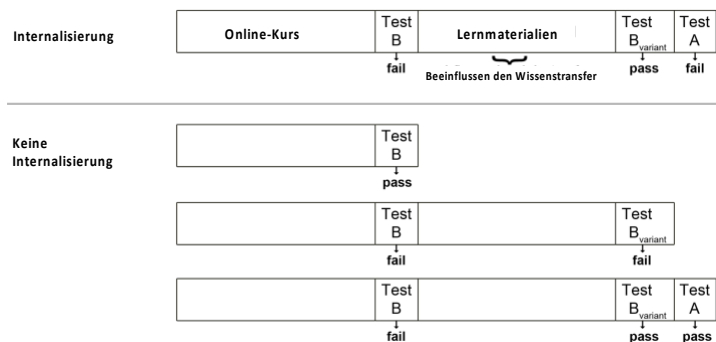 Internalisierung
Online-Kurs
Test B
Lernmaterialien
Test B variant
Test A
fail
Beeinflussen den Wissenstransfer
pass
fail
Keine
Internalisierung
Test B
pass
Test B
Test B variant
fail
fail
Test B
Test B variant
Test A
fail
pass
pass